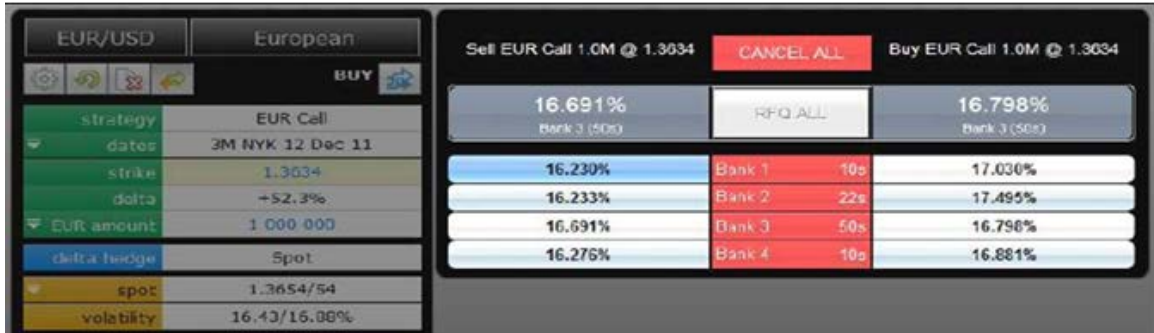 EUR/USD European
BUY
strategy EUR Call
dates 3M NYK 12 Dec 11
strike 1.3634
delta +52.3%
EUR amount 1 000 000
delta hedge Spot
spot 1.3654/54
volatility 16.43/16.88%
Sell EUR Call 1.0M @ 1.3634 CANCEL ALL Buy EUR Call 1.0M @ 1.3634
16.691% RFQ ALL 16.798%
Bank 3 (50s) Bank 3 (50s)
16.230% Bank 1 10s 17.030%
16.233% Bank 2 22s 17.495%
16.691% Bank 3 50s 16.798%
16.276% Bank 4 10s 16.881%